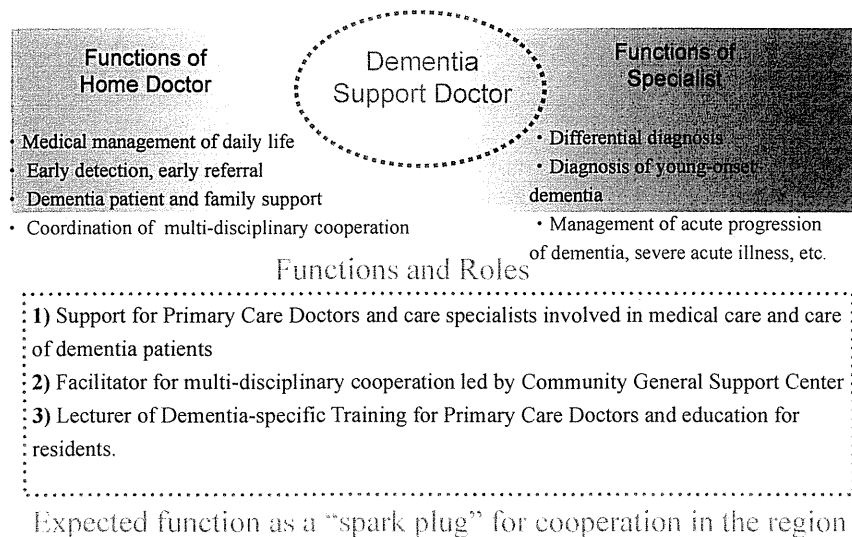 Functions of
Home Doctor
Dementia
Support Doctor
Functions of
Specialist
・Medical management of daily life
・Early detection, early referral
・Dementia patient and family support
・Coordination of multi-disciplinary cooperation
・Differential diagnosis
・Diagnosis of young-onset
dementia
・Management of acute progression
of dementia, severe acute illness, etc.
Functions and Roles
1) Support for Primary Care Doctors and care specialists involved in medical care and care
of dementia patients
2) Facilitator for multi-disciplinary cooperation led by Community General Support Center
3) Lecturer of Dementia-specific Training for Primary Care Doctors and education for
residents.
Expected function as a "spark plug" for cooperation in the region